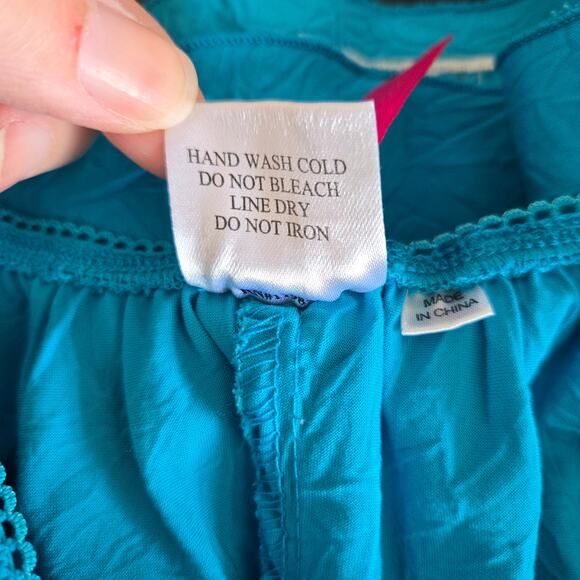 HAND WASH COLD
DO NOT BLEACH
LINE DRY
DO NOT IRON
MADE
IN CHINA